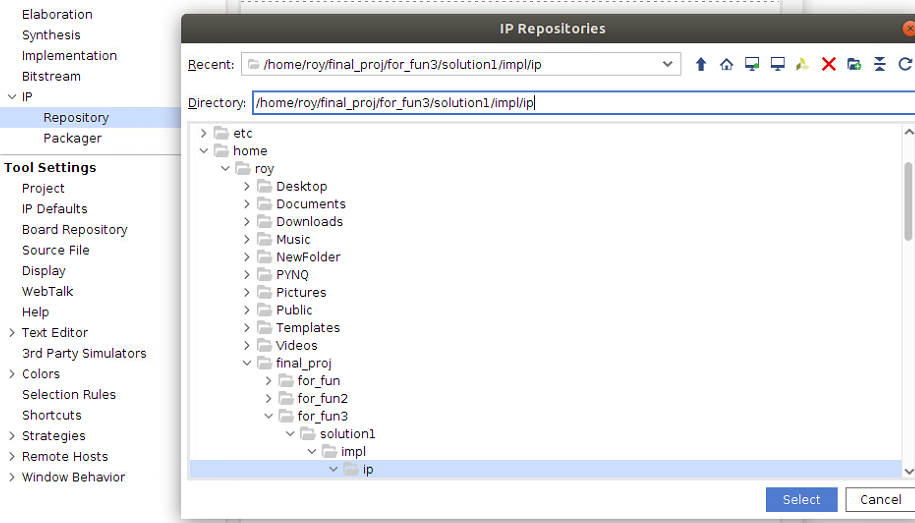 Elaboration
Synthesis
Implementation
Bitstream
IP
Repository
Packager
Tool Settings
Project
IP Defaults
Board Repository
Source File
Display
WebTalk
Help
Text Editor
3rd Party Simulators
Colors
Selection Rules
Shortcuts
Strategies
Remote Hosts
Window Behavior
IP Repositories
Recent: /home/roy/final_proj/for_fun3/solution1/impl/ip
Directory: /home/roy/final_proj/for_fun3/solution1/impl/ip
etc
home
roy
Desktop
Documents
Downloads
Music
NewFolder
PYNQ
Pictures
Public
Templates
Videos
final_proj
for_fun
for_fun2
for_fun3
solution1
impl
ip
Select Cancel